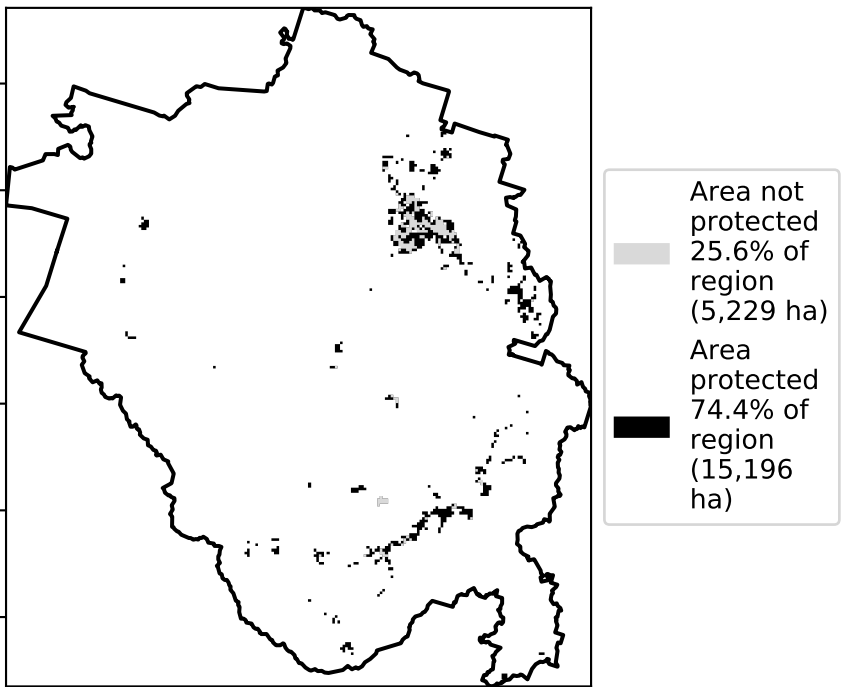 Area not
protected
25.6% of
region
(5,229 ha)
Area
protected
74.4% of
region
(15,196
ha)